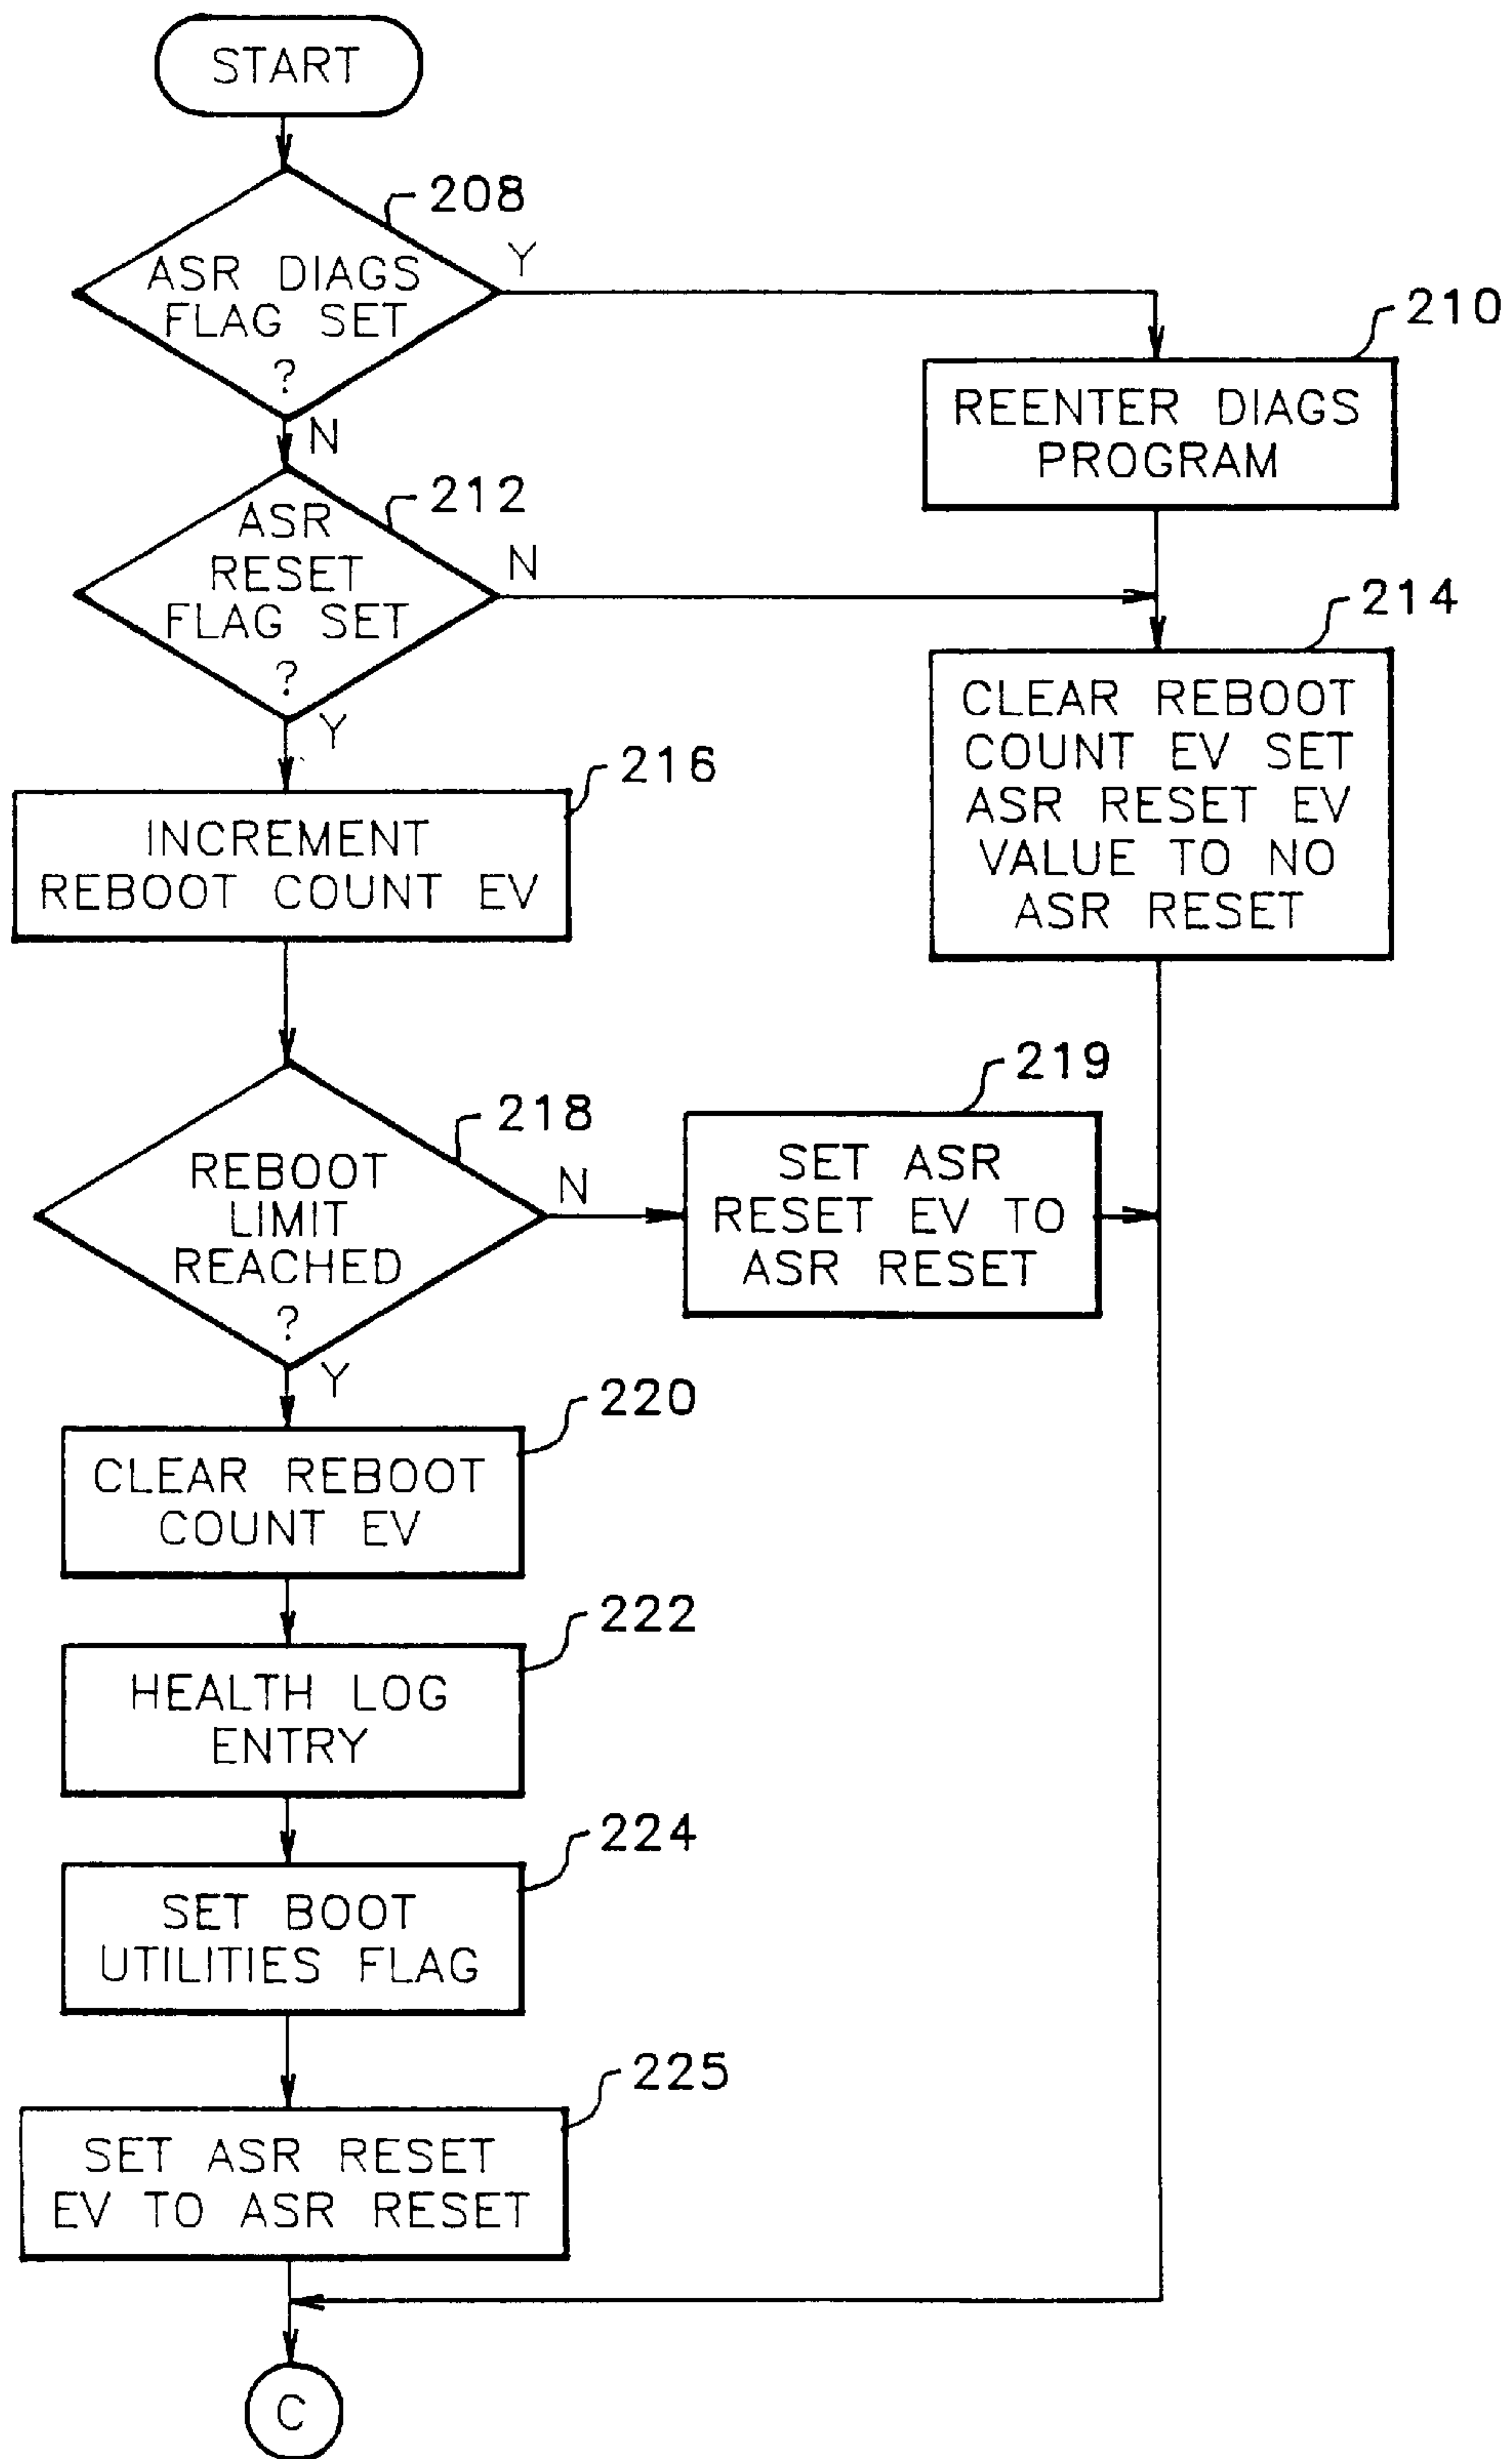 START
208
ASR DIAGS
FLAG SET
?
Y
N
210
REENTER DIAGS
PROGRAM
212
ASR
RESET
FLAG SET
?
N
Y
214
CLEAR REBOOT
COUNT EV SET
ASR RESET EV
VALUE TO NO
ASR RESET
216
INCREMENT
REBOOT COUNT EV
218
REBOOT
LIMIT
REACHED
?
N
Y
219
SET ASR
RESET EV TO
ASR RESET
220
CLEAR REBOOT
COUNT EV
222
HEALTH LOG
ENTRY
224
SET BOOT
UTILITIES FLAG
225
SET ASR RESET
EV TO ASR RESET
C